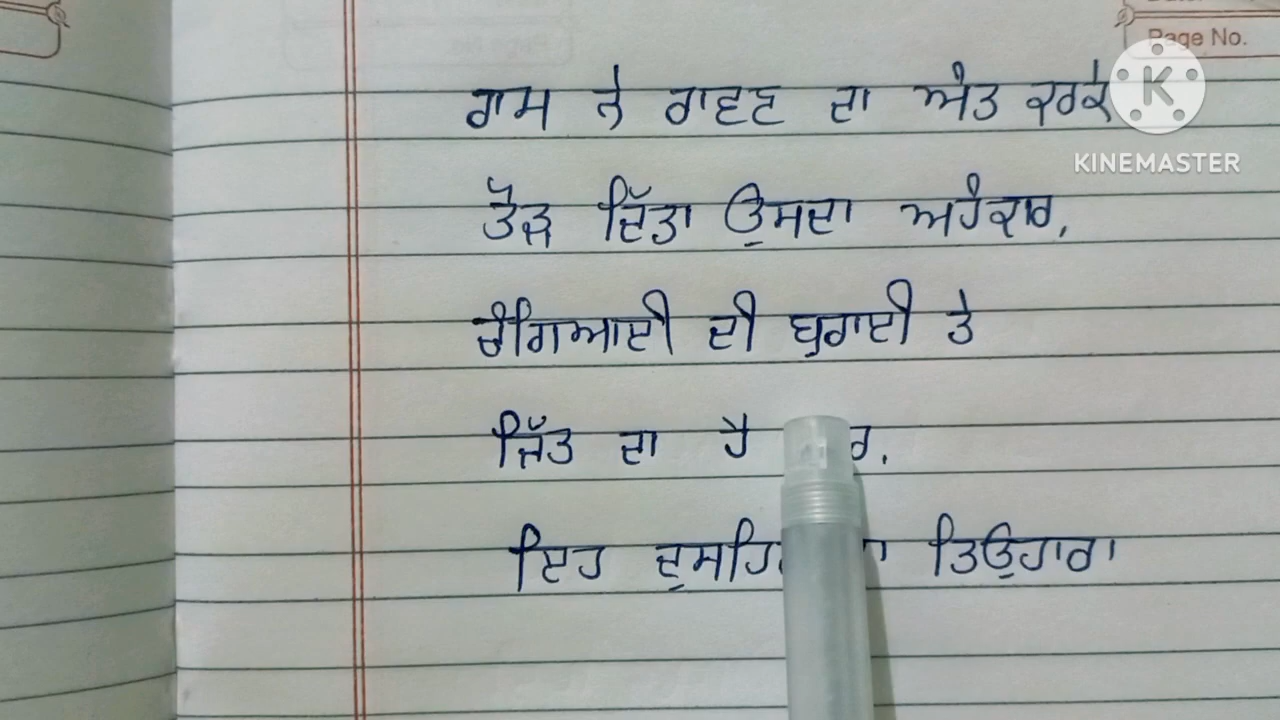 Page No.
ਰਾਮ ਨੇ ਰਾਵਣ ਦਾ ਅੰਤ ਕਰਕੇ
KINEMASTER
ਤੋੜ ਦਿੱਤਾ ਉਸਦਾ ਅਹੰਕਾਰ,
ਚੰਗਿਆਈ ਦੀ ਬੁਰਾਈ ਤੇ
ਜਿੱਤ ਦਾ ਹੈ
ਇਹ ਤਿਉਹਾਰ।